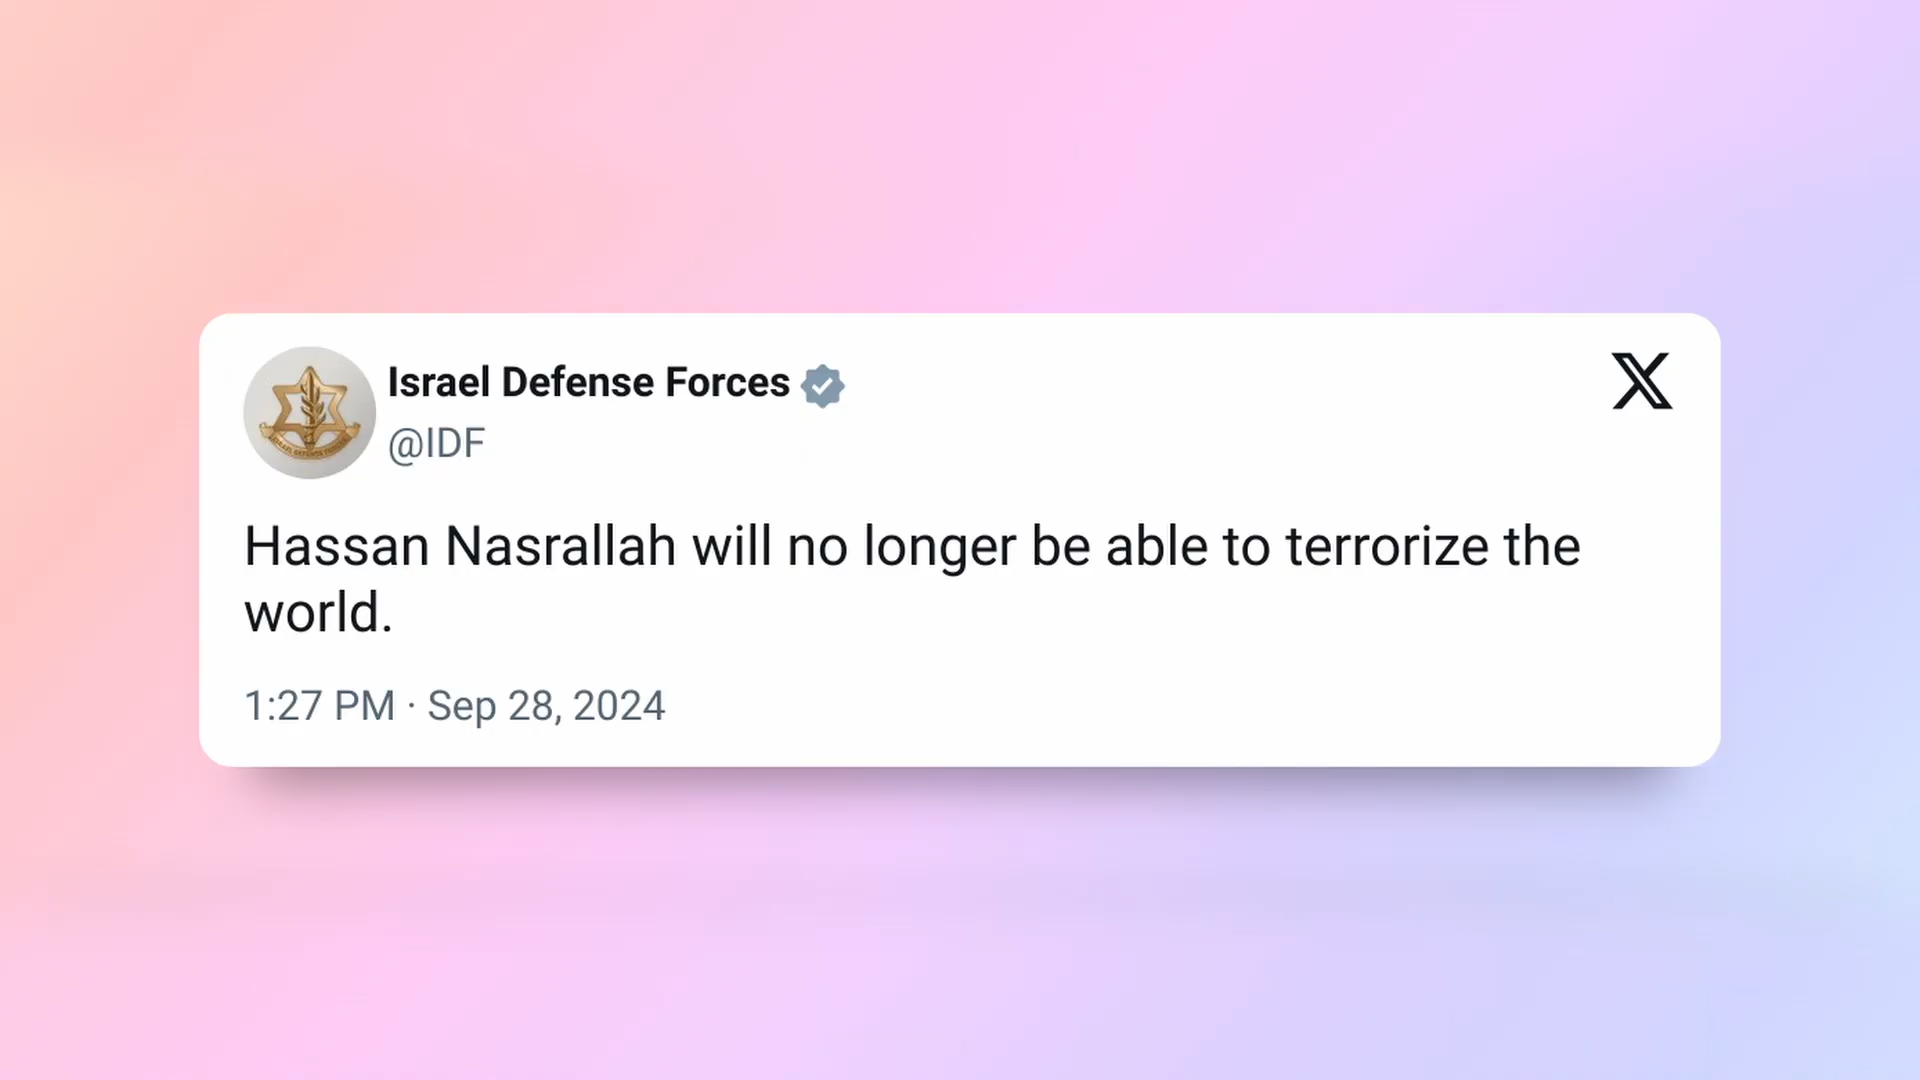 Israel Defense Forces
@IDF
Hassan Nasrallah will no longer be able to terrorize the
world.
1:27 PM · Sep 28, 2024